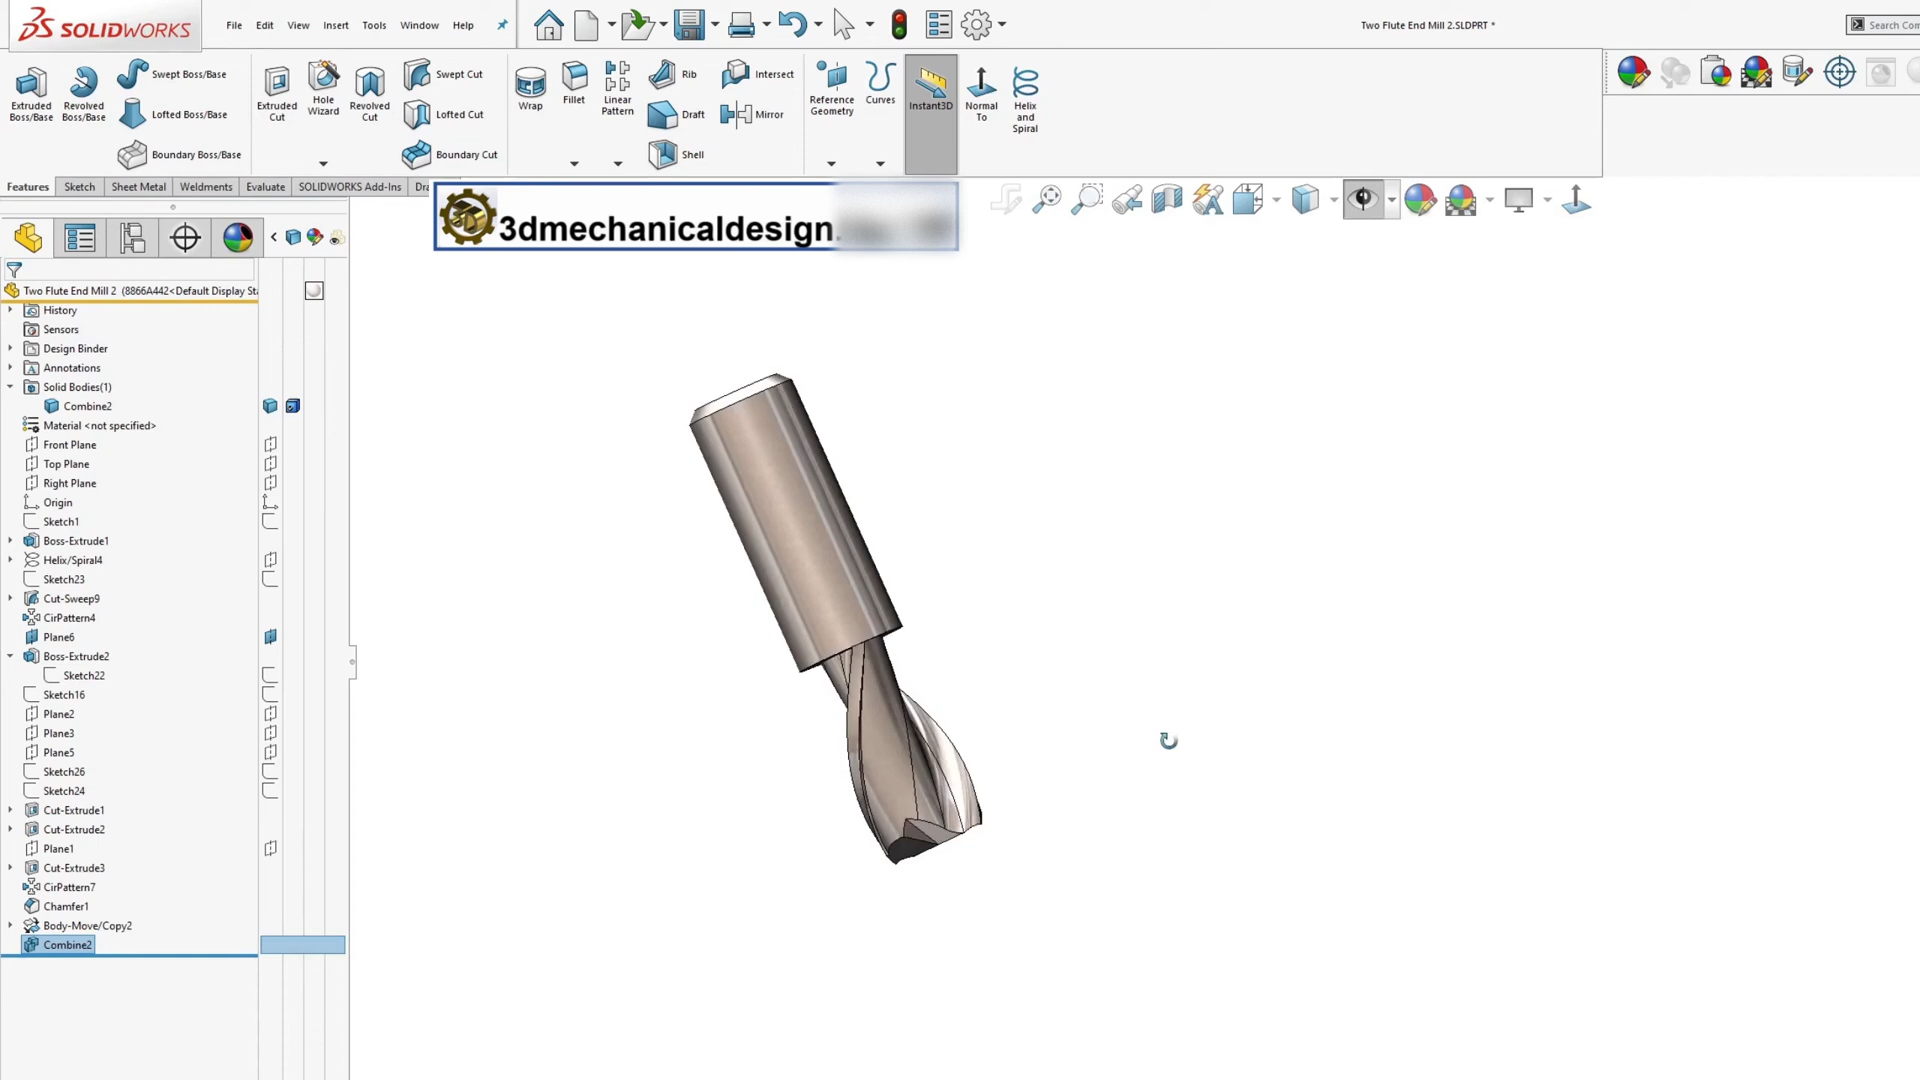 SOLIDWORKS
File Edit View Insert Tools Window Help
Two Flute End Mill 2.SLDPRT *
Search Com
Extruded Boss/Base
Revolved Boss/Base
Swept Boss/Base
Lofted Boss/Base
Boundary Boss/Base
Extruded Cut
Hole Wizard
Revolved Cut
Swept Cut
Lofted Cut
Boundary Cut
Wrap
Fillet
Linear Pattern
Rib
Draft
Shell
Intersect
Mirror
Reference Geometry
Curves
Instant3D
Normal To
Helix and Spiral
Features Sketch Sheet Metal Weldments Evaluate SOLIDWORKS Add-Ins Dra
3D
3dmechanicaldesign.
Two Flute End Mill 2 (8866A442<Default Display Sta
History
Sensors
Design Binder
Annotations
Solid Bodies(1)
Combine2
Material <not specified>
Front Plane
Top Plane
Right Plane
Origin
Sketch1
Boss-Extrude1
Helix/Spiral4
Sketch23
Cut-Sweep9
CirPattern4
Plane6
Boss-Extrude2
Sketch22
Sketch16
Plane2
Plane3
Plane5
Sketch26
Sketch24
Cut-Extrude1
Cut-Extrude2
Plane1
Cut-Extrude3
CirPattern7
Chamfer1
Body-Move/Copy2
Combine2